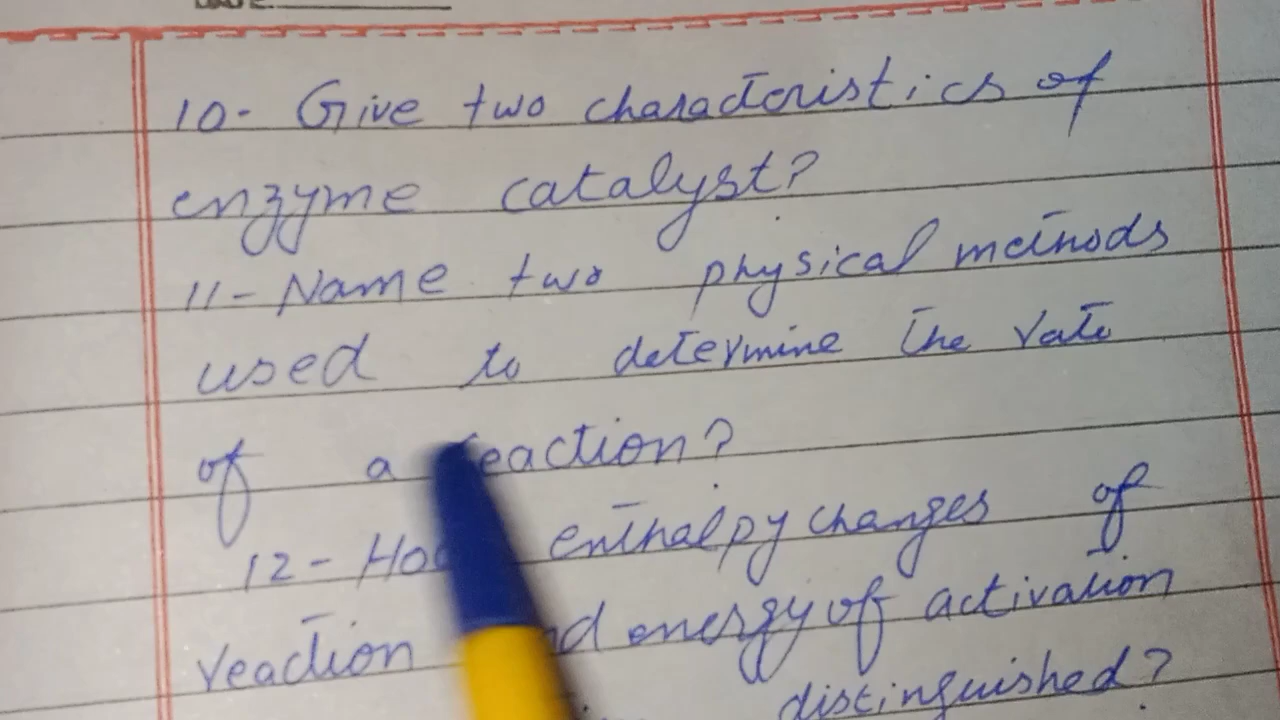 10- Give two characteristics of
enzyme catalyst?
11- Name two physical methods
used to determine the rate
of a reaction?
12- enthalpy changes of
reaction energy of activation
distinguished?